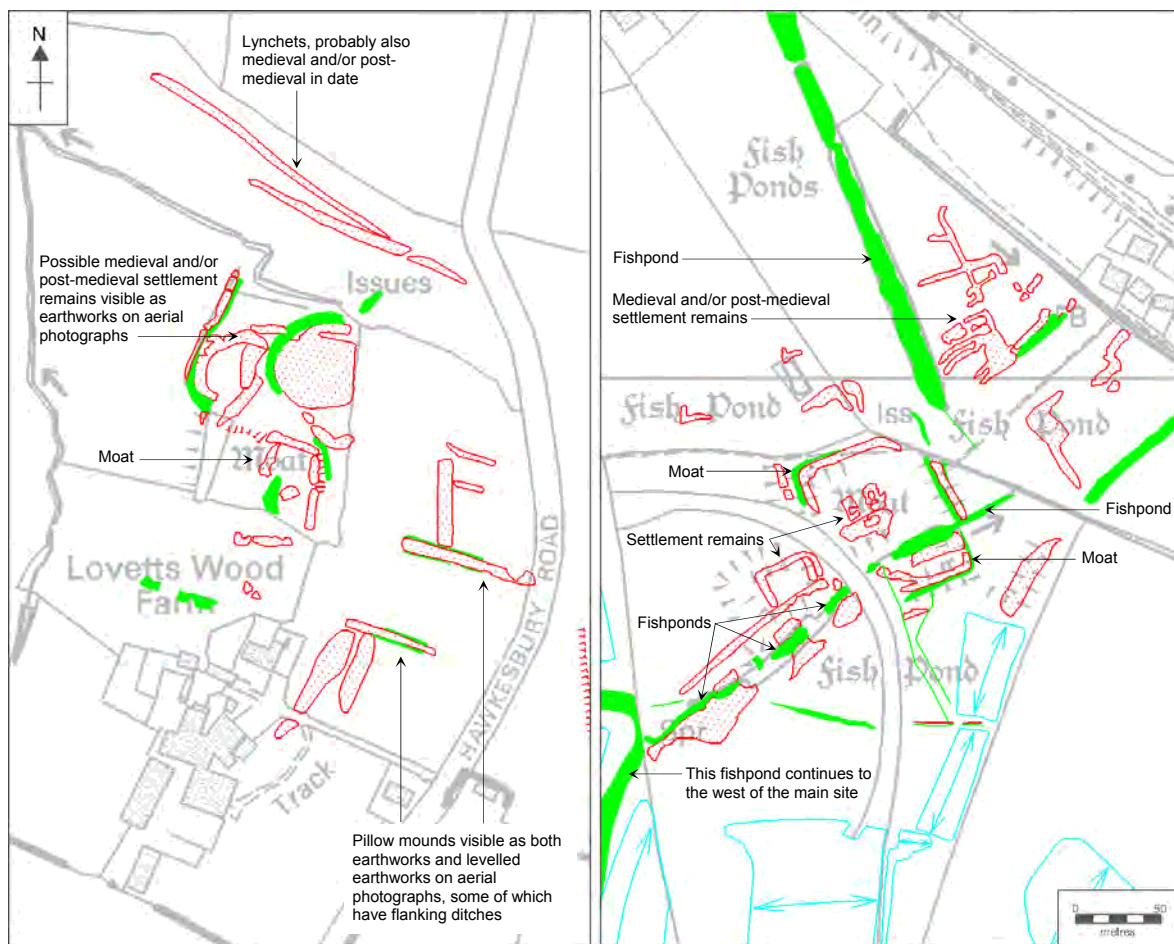 N
Lynchets, probably also
medieval and/or post-
medieval in date
Possible medieval and/or
post-medieval settlement
remains visible as
earthworks on aerial
photographs
Issues
Moat
Moat
Lovetts Wood
Farm
HAWKESBURY ROAD
Track
Pillow mounds visible as both
earthworks and levelled
earthworks on aerial
photographs, some of which
have flanking ditches
Fish
Ponds
Fishpond
Medieval and/or post-medieval
settlement remains
Fish Pond
Iss
Fish Pond
Moat
Moat
Fishpond
Settlement remains
Moat
Fishponds
Fish Pond
Spr
This fishpond continues to
the west of the main site
0 50
metres